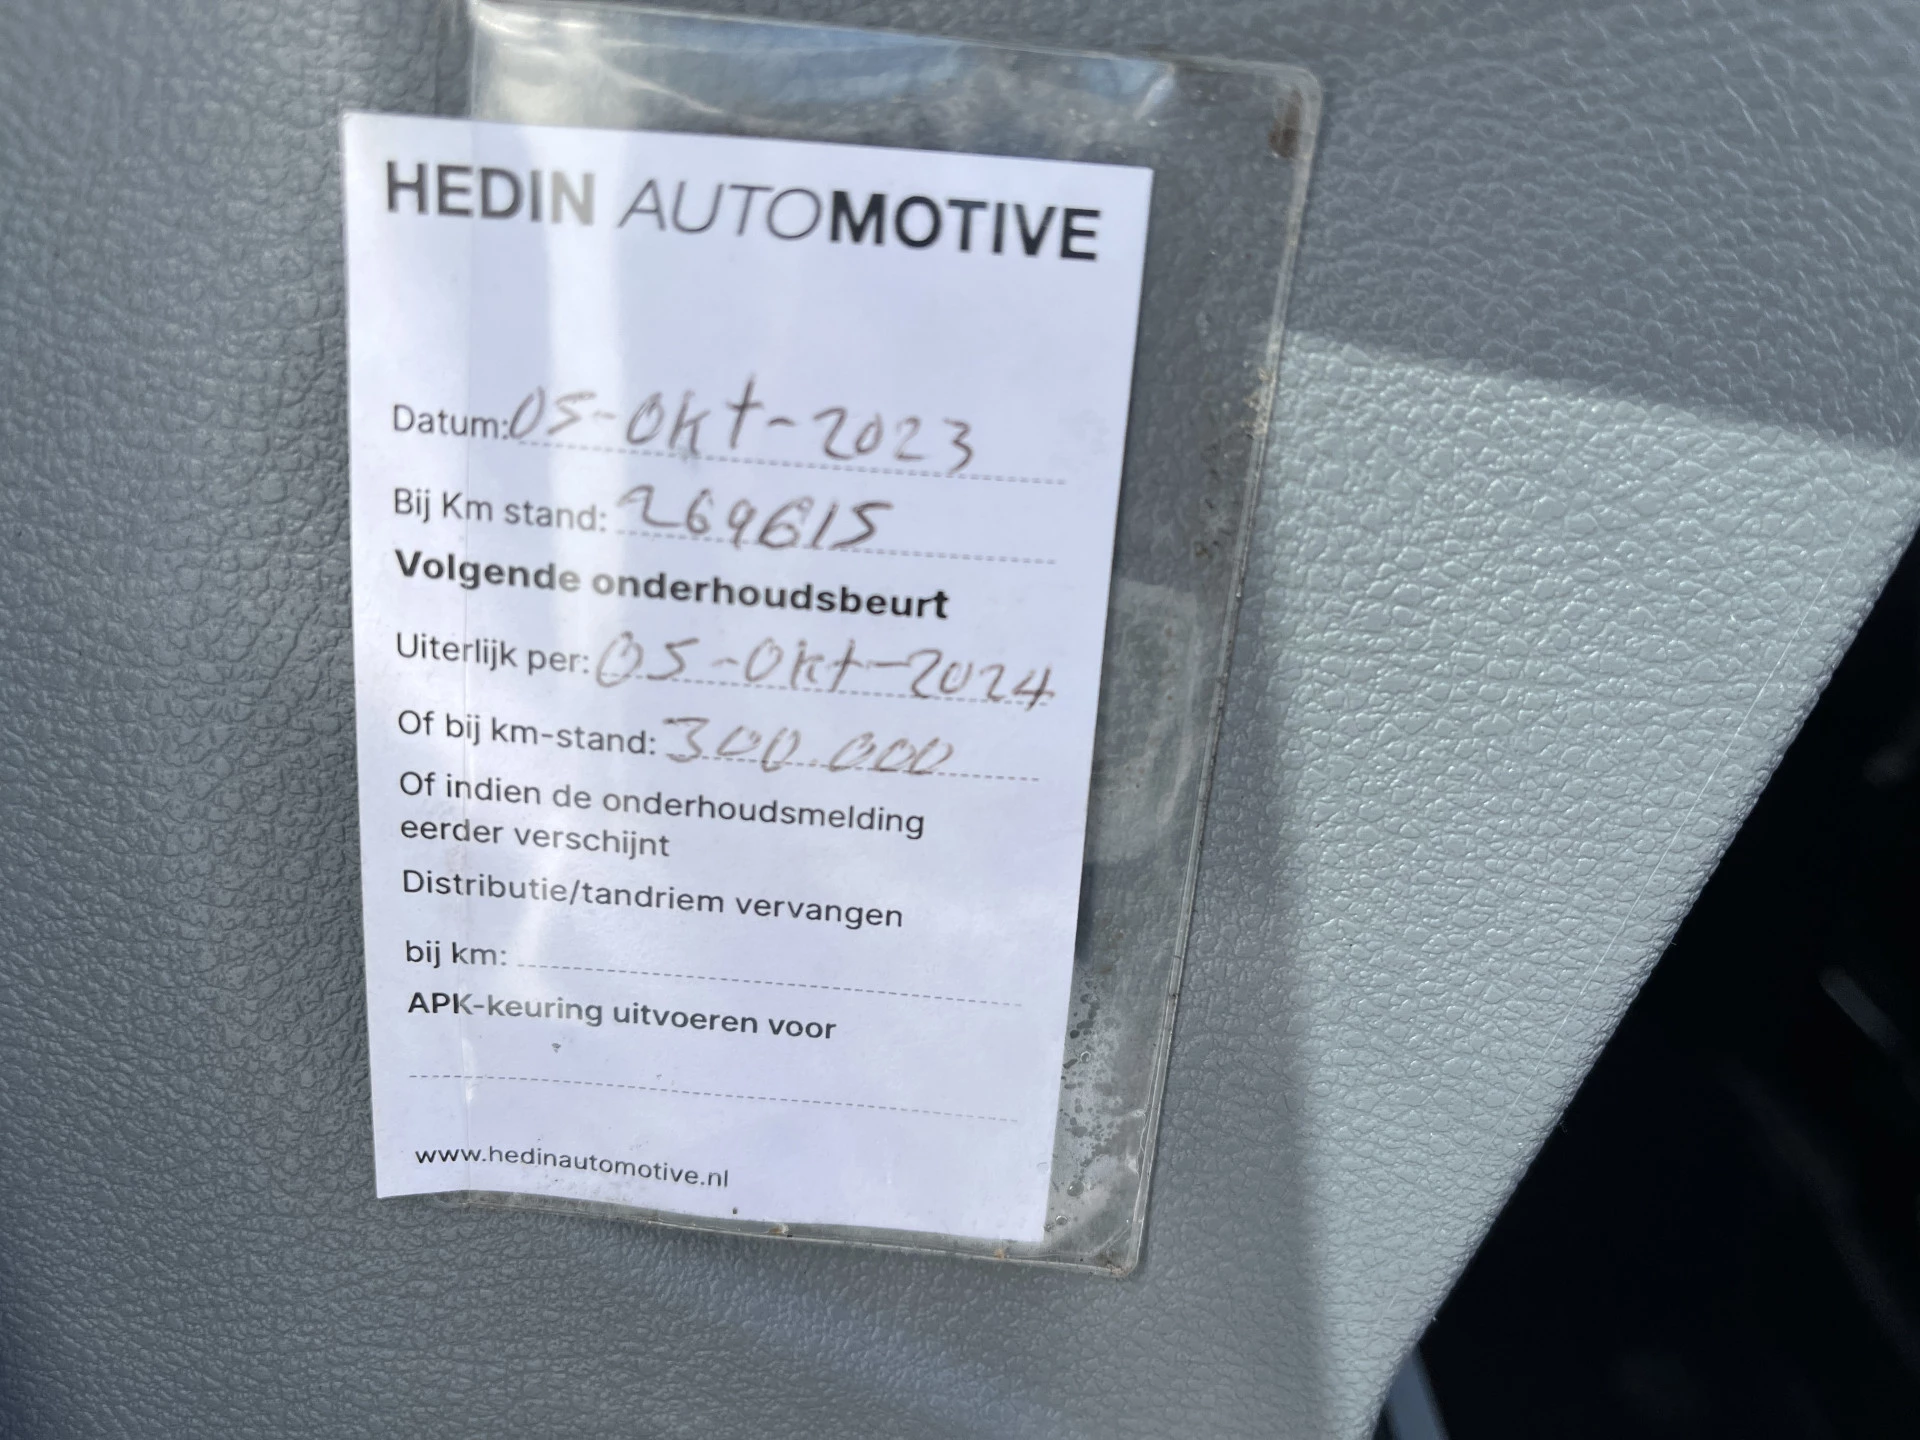 HEDIN AUTOMOTIVE
Datum: 05-Okt-2023
Bij Km stand: 269615
Volgende onderhoudsbeurt
Uiterlijk per: 05-Okt-2024
Of bij km-stand: 300.000
Of indien de onderhoudsmelding
eerder verschijnt
Distributie/tandriem vervangen
bij km:
APK-keuring uitvoeren voor
www.hedinautomotive.nl